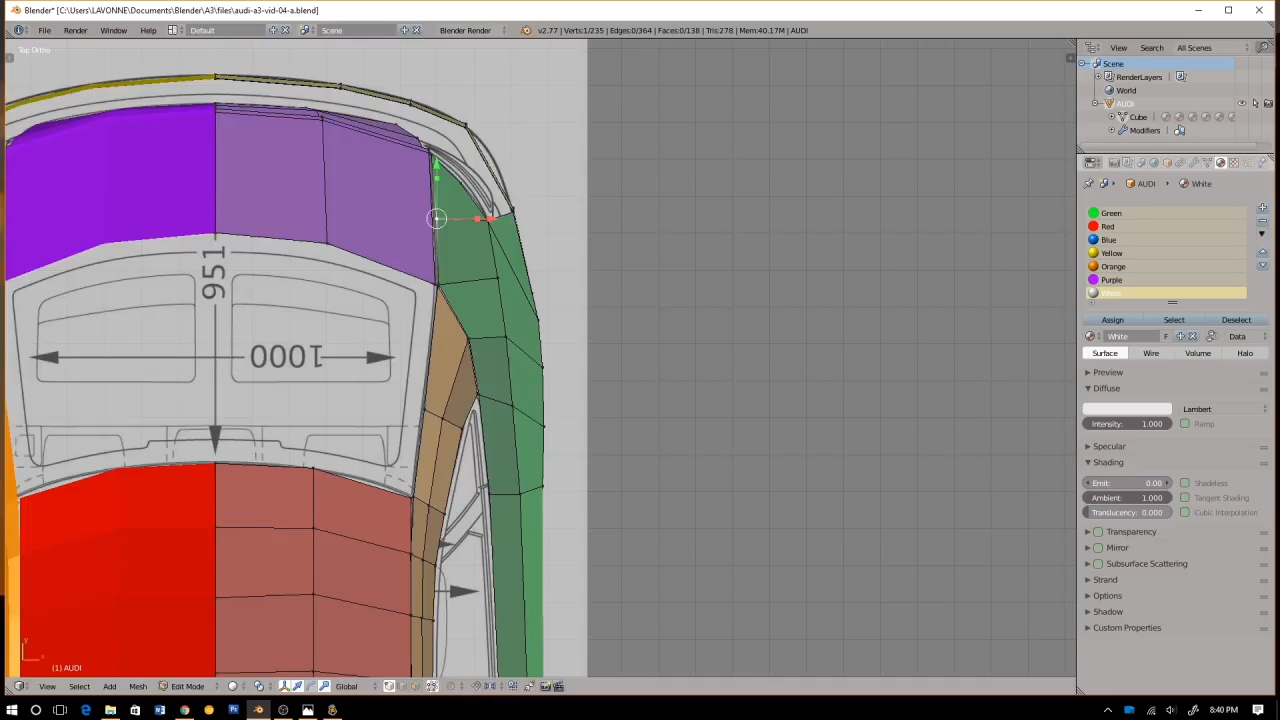 Blender* [C:\Users\LAVONNE\Documents\Blender\A3\files\audi-a3-vid-04-a.blend]
File Render Window Help Default Scene Blender Render v2.77 | Verts:1/235 | Edges:0/364 | Faces:0/138 | Tris:278 | Mem:40.17M | AUDI
View Search All Scenes
Top Ortho
Scene
RenderLayers
World
AUDI
Cube
Modifiers
AUDI White
Green
Red
Blue
Yellow
Orange
Purple
White
Assign Select Deselect
White F Data
Surface Wire Volume Halo
Preview
Diffuse
Lambert
Intensity: 1.000 Ramp
Specular
Shading
Emit: 0.00 Shadeless
Ambient: 1.000 Tangent Shading
Translucency: 0.000 Cubic Interpolation
Transparency
Mirror
Subsurface Scattering
Strand
Options
Shadow
Custom Properties
951
1000
y
x
(1) AUDI
View Select Add Mesh Edit Mode Global
8:40 PM